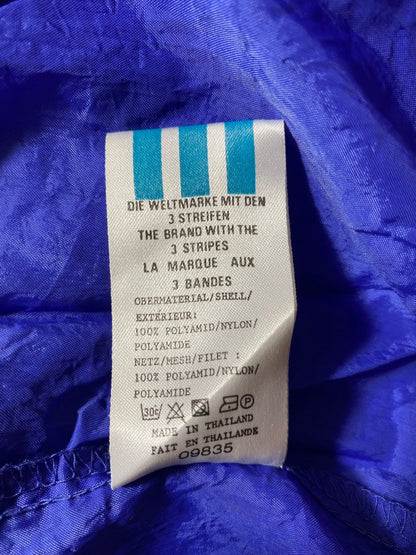 DIE WELTMARKE MIT DEN
3 STREIFEN
THE BRAND WITH THE
3 STRIPES
LA MARQUE AUX
3 BANDES
OBERMATERIAL/SHELL/
EXTÉRIEUR:
100% POLYAMID/NYLON/
POLYAMIDE
NETZ/MESH/FILET :
100% POLYAMID/NYLON/
POLYAMIDE
30c P
MADE IN THAILAND
FAIT EN THAILANDE
09835